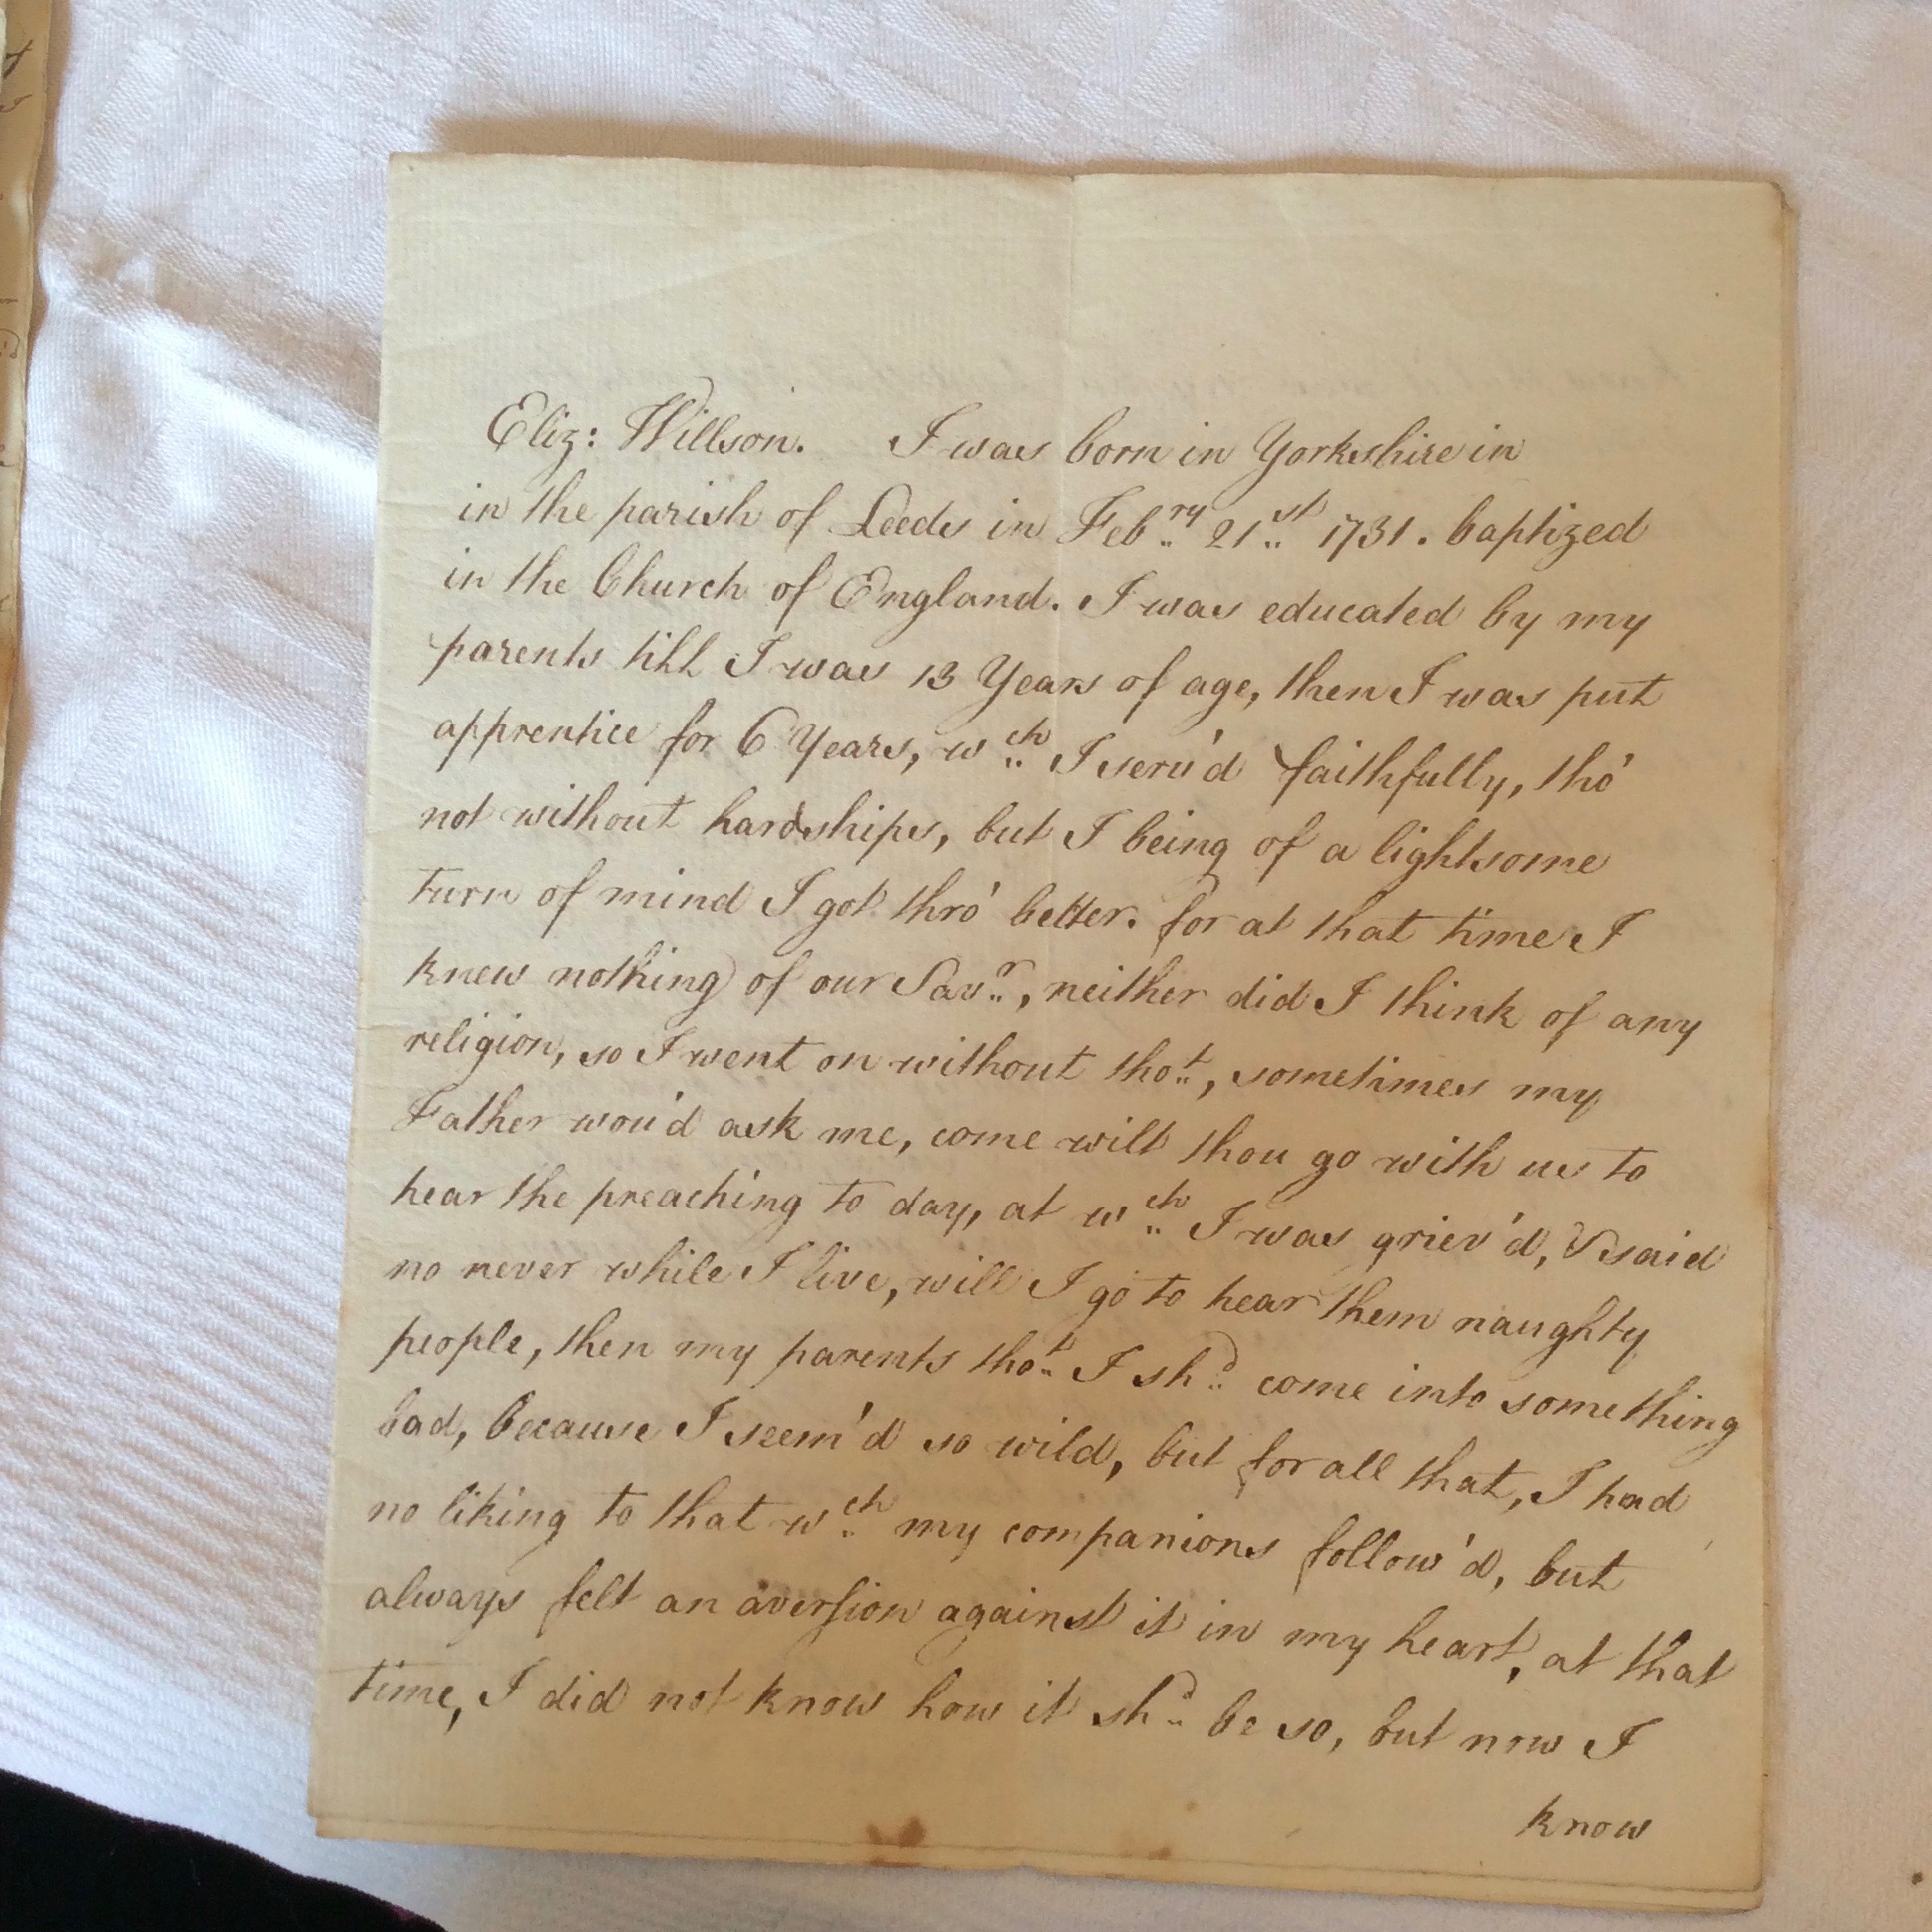 Eliz: Willson. I was born in Yorkshire in
in the parish of Leeds in Feb.ry 21.st 1731. baptized
in the Church of England. I was educated by my
parents till I was 13 Years of age, then I was put
apprentice for 6 Years, w.ch I serv'd faithfully, tho'
not without hardships, but I being of a lightsome
turn of mind I got thro' better. for at that time I
knew nothing of our Sav.r, neither did I think of any
religion, so I went on without tho.t, sometimes my
Father wou'd ask me, come wilt thou go with us to
hear the preaching to day, at w.ch I was griev'd, & said
no never while I live, will I go to hear them naughty
people, then my parents tho.t I sh.d come into something
bad, because I seem'd so wild, but for all that, I had
no liking to that w.ch my companions follow'd, but
always felt an aversion against it in my heart, at that
time, I did not know how it sh.d be so, but now I
know